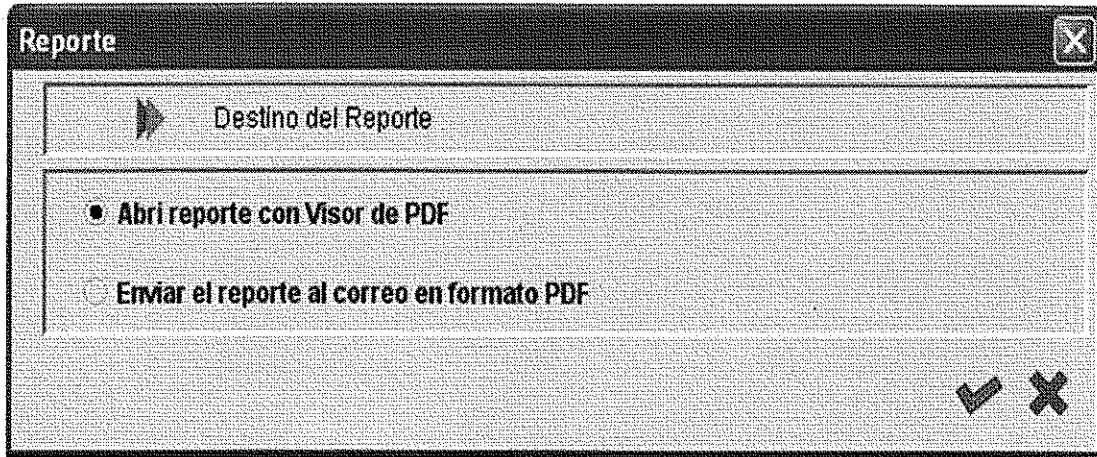 Reporte
Destino del Reporte
Abri reporte con Visor de PDF
Enviar el reporte al correo en formato PDF